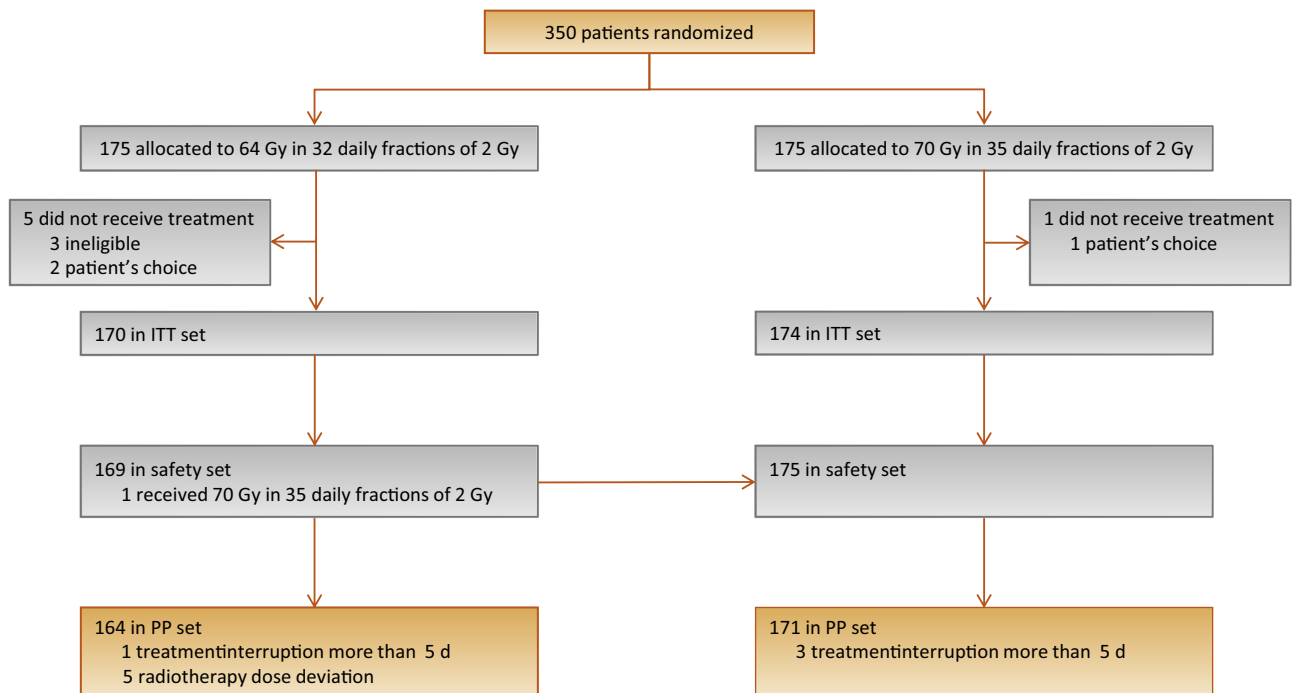 350 patients randomized
175 allocated to 64 Gy in 32 daily fractions of 2 Gy
175 allocated to 70 Gy in 35 daily fractions of 2 Gy
5 did not receive treatment
3 ineligible
2 patient’s choice
1 did not receive treatment
1 patient’s choice
170 in ITT set
174 in ITT set
169 in safety set
1 received 70 Gy in 35 daily fractions of 2 Gy
175 in safety set
164 in PP set
1 treatmentinterruption more than 5 d
5 radiotherapy dose deviation
171 in PP set
3 treatmentinterruption more than 5 d